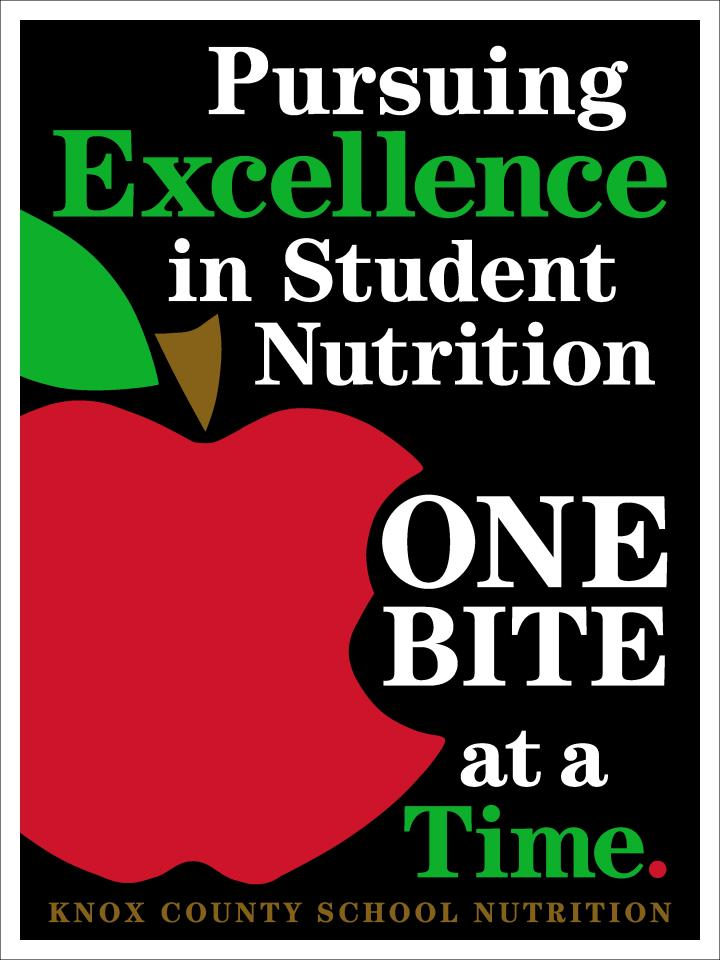 Pursuing
Excellence
in Student
Nutrition
ONE
BITE
at a
Time.
KNOX COUNTY SCHOOL NUTRITION